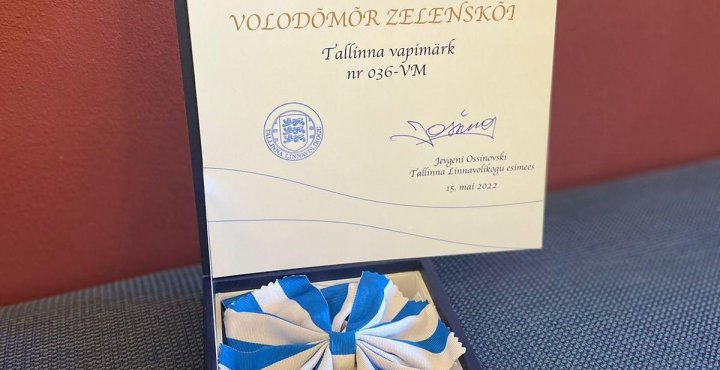 VOLODÕMÕR ZELENSKÕI
Tallinna vapimärk
nr 036-VM
TALLINNA LINNAVOLIKOGU
Jevgeni Ossinovski
Tallinna Linnavolikogu esimees
15. mai 2022